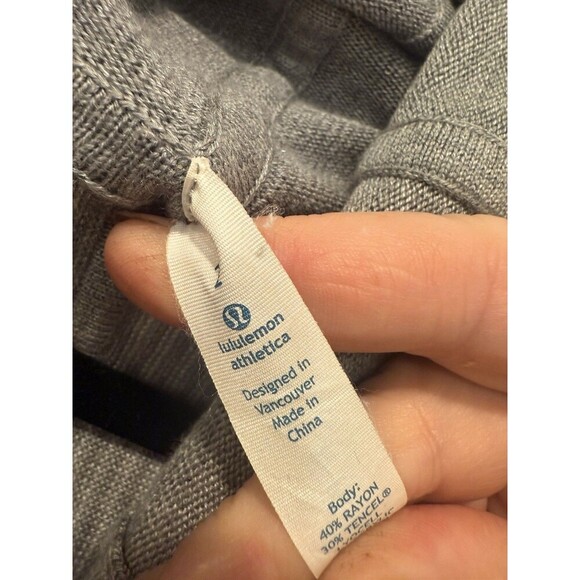 lululemon
athletica
Designed in
Vancouver
Made in
China
Body:
40% RAYON
30% TENCEL®